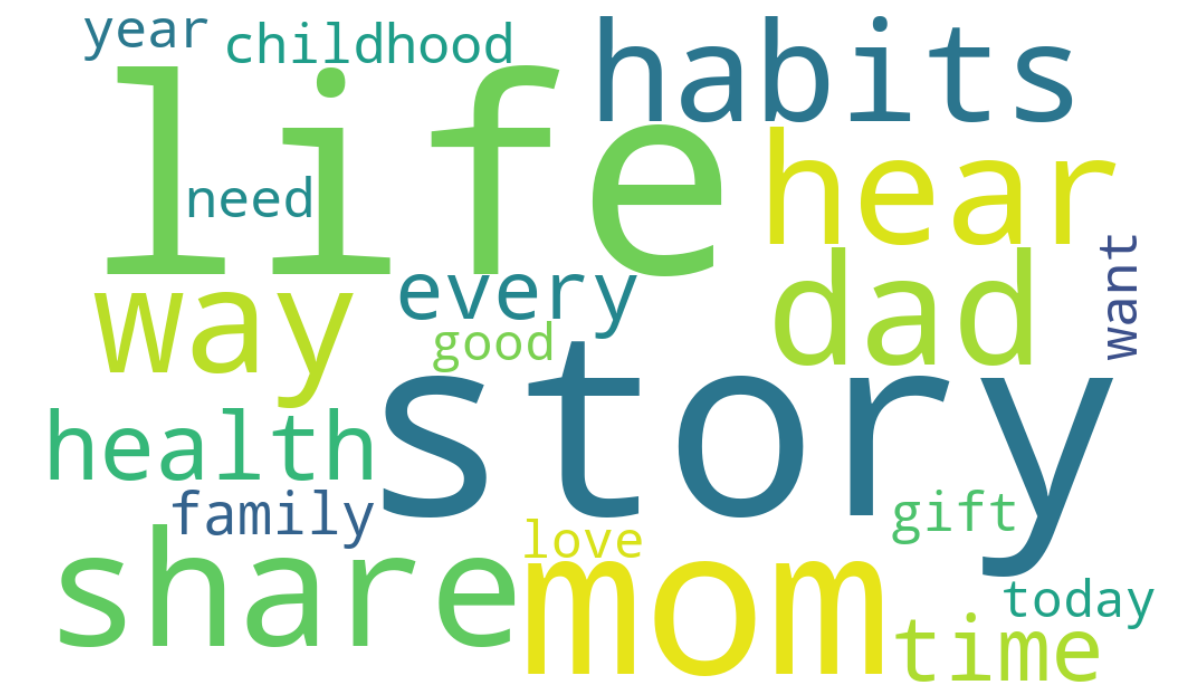 year
childhood
habits
life
need
hear
way
every
good
dad
want
story
health
family
gift
share
love
mom
today
time